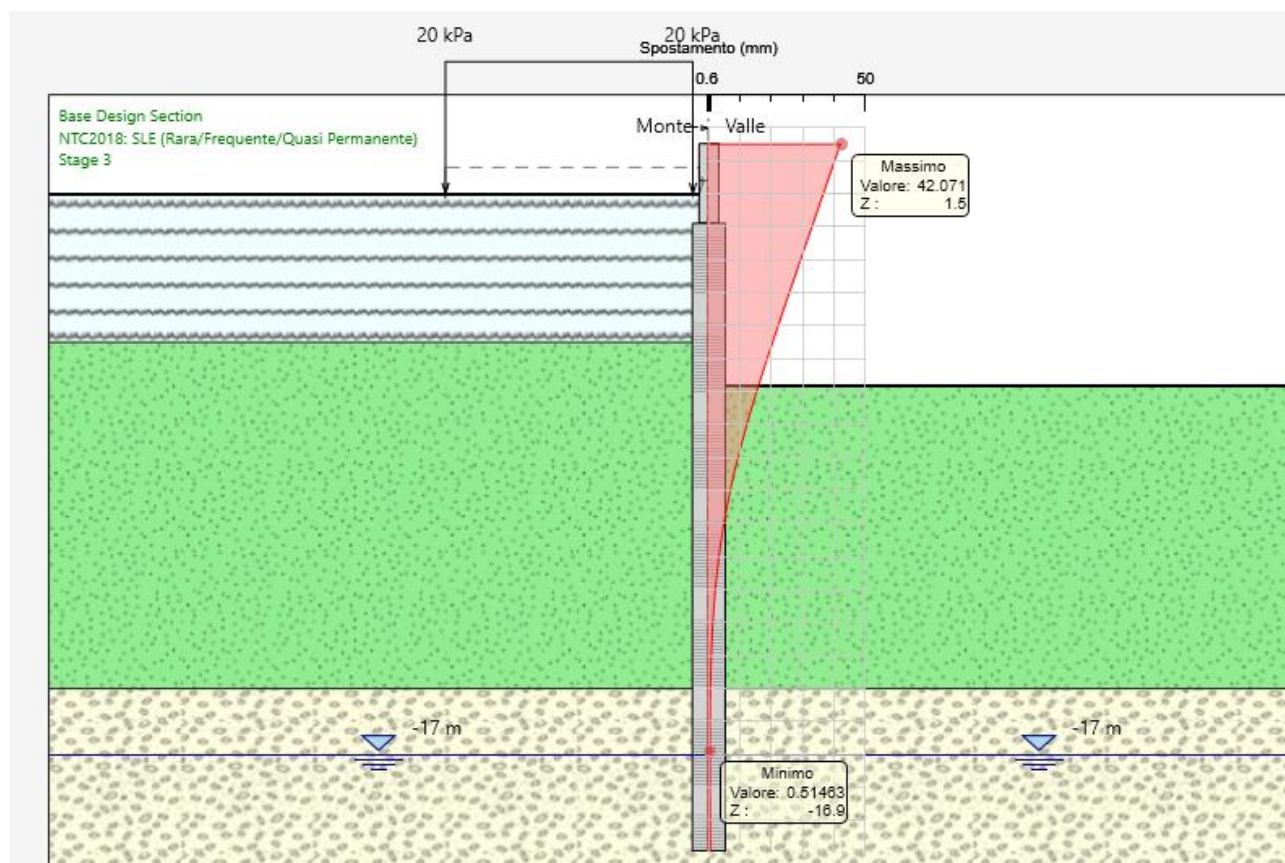 20 kPa
20 kPa
Spostamento (mm)
0.6
50
Base Design Section
NTC2018: SLE (Rara/Frequente/Quasi Permanente)
Stage 3
Monte
Valle
Massimo
Valore: 42.071
Z : 1.5
-17 m
-17 m
Minimo
Valore: 0.51463
Z : -16.9